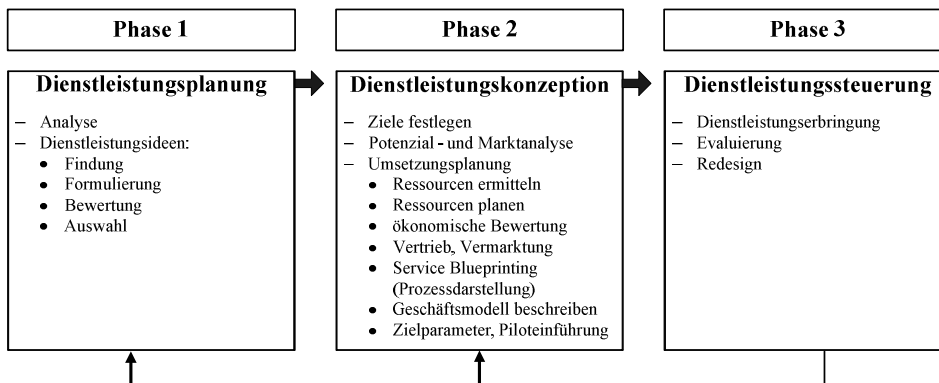 Phase 1
Phase 2
Phase 3
Dienstleistungsplanung
– Analyse
– Dienstleistungsideen:
• Findung
• Formulierung
• Bewertung
• Auswahl
Dienstleistungskonzeption
– Ziele festlegen
– Potenzial - und Marktanalyse
– Umsetzungsplanung
• Ressourcen ermitteln
• Ressourcen planen
• ökonomische Bewertung
• Vertrieb, Vermarktung
• Service Blueprinting
(Prozessdarstellung)
• Geschäftsmodell beschreiben
• Zielparameter, Piloteinführung
Dienstleistungssteuerung
– Dienstleistungserbringung
– Evaluierung
– Redesign